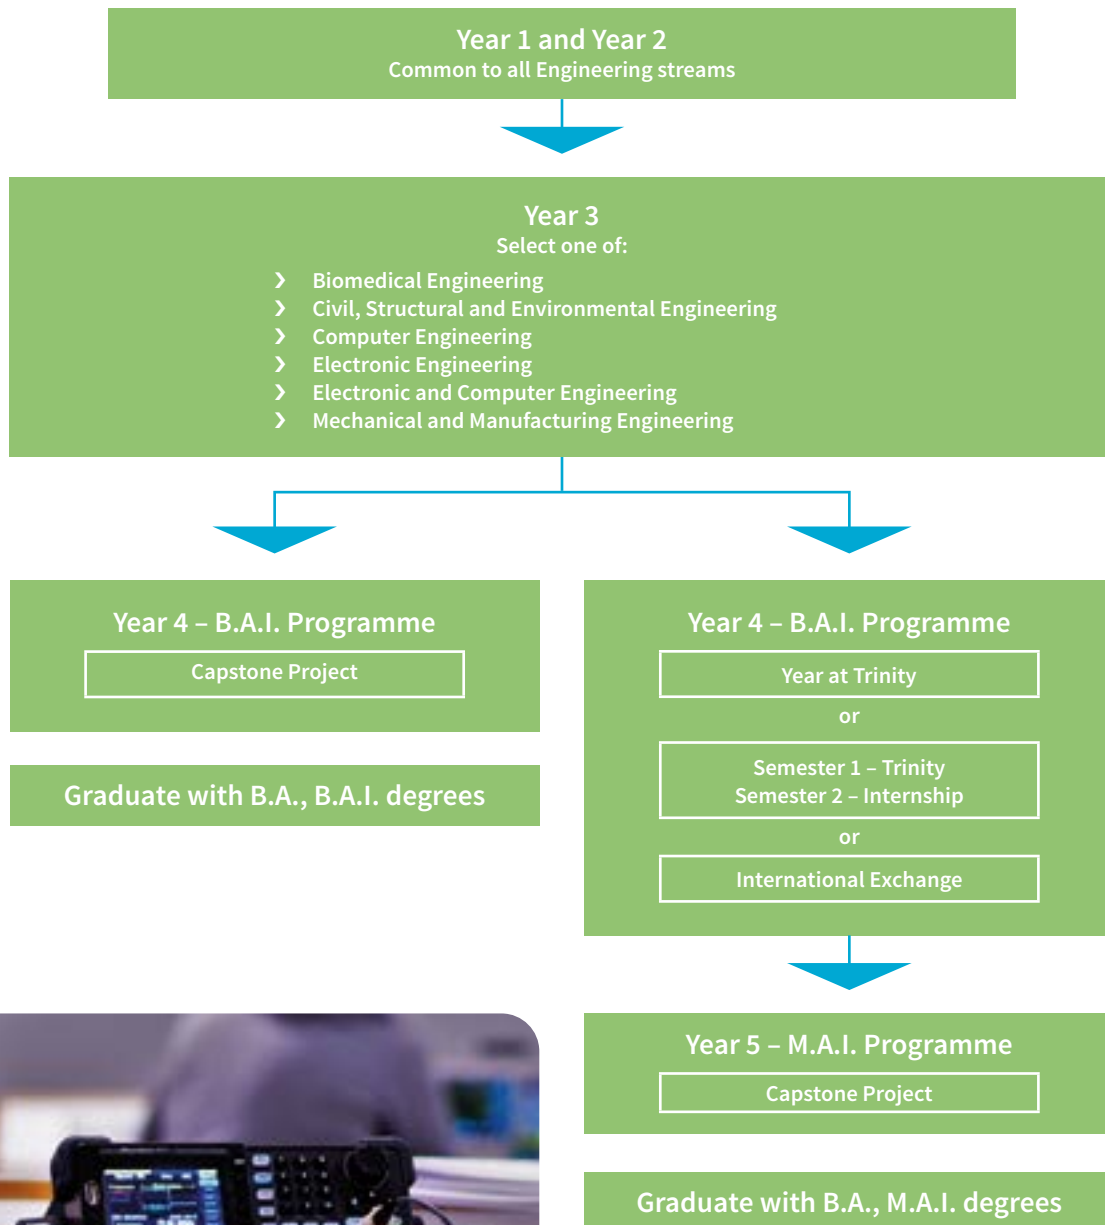 Year 1 and Year 2
Common to all Engineering streams
Year 3
Select one of:
› Biomedical Engineering
› Civil, Structural and Environmental Engineering
› Computer Engineering
› Electronic Engineering
› Electronic and Computer Engineering
› Mechanical and Manufacturing Engineering
Year 4 – B.A.I. Programme
Capstone Project
Graduate with B.A., B.A.I. degrees
Year 4 – B.A.I. Programme
Year at Trinity
or
Semester 1 – Trinity
Semester 2 – Internship
or
International Exchange
Year 5 – M.A.I. Programme
Capstone Project
Graduate with B.A., M.A.I. degrees